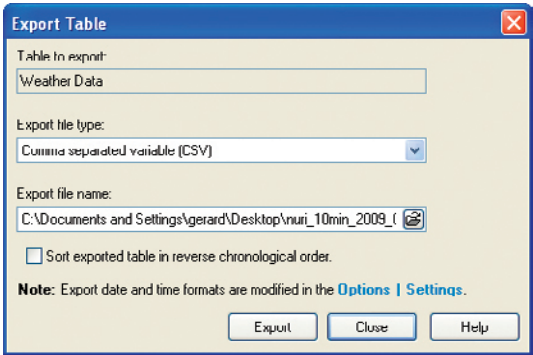 Export Table
Table to export:
Weather Data
Export file type:
Comma separated variable (CSV)
Export file name:
C:\Documents and Settings\gerard\Desktop\nuri_10min_2009_(
Sort exported table in reverse chronological order.
Note: Export date and time formats are modified in the Options | Settings.
Export Close Help